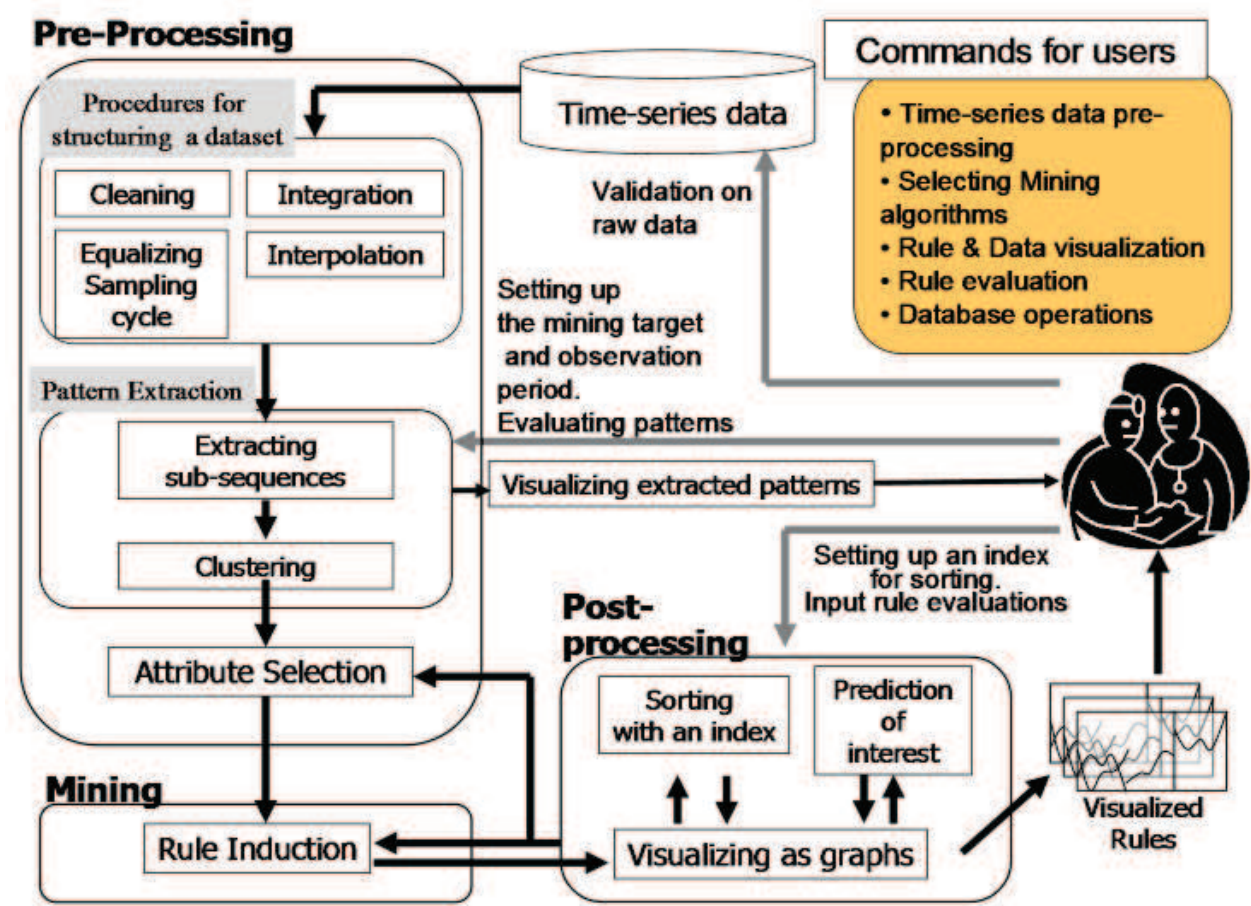 Pre-Processing
Procedures for
structuring a dataset
Cleaning
Integration
Equalizing
Sampling
cycle
Interpolation
Pattern Extraction
Extracting
sub-sequences
Clustering
Attribute Selection
Mining
Rule Induction
Time-series data
Validation on
raw data
Setting up
the mining target
and observation
period.
Evaluating patterns
Visualizing extracted patterns
Commands for users
• Time-series data pre-
processing
• Selecting Mining
algorithms
• Rule & Data visualization
• Rule evaluation
• Database operations
Setting up an index
for sorting.
Input rule evaluations
Post-
processing
Sorting
with an index
Prediction
of
interest
Visualizing as graphs
Visualized
Rules